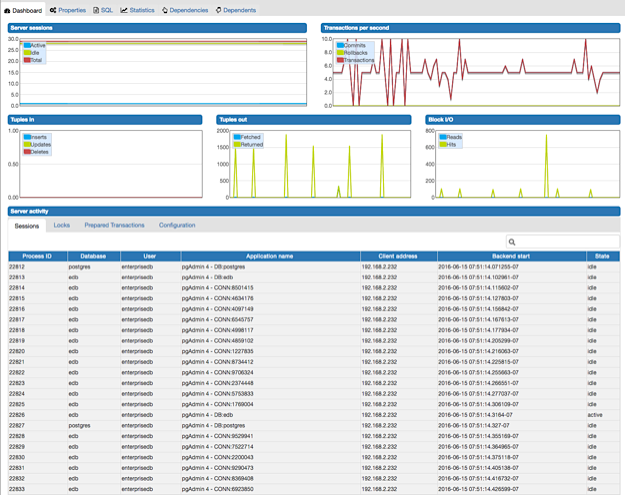 Dashboard Properties SQL Statistics Dependencies Dependents
Server sessions Transactions per second
30.0
25.0
20.0
15.0
10.0
5.0
0.0
Active
Idle
Total
10.0
8.0
6.0
4.0
2.0
0.0
Commits
Rollbacks
Transactions
Tuples in Tuples out Block I/O
1.00
0.50
0.00
Inserts
Updates
Deletes
2000
1500
1000
500
0
Fetched
Returned
800
600
400
200
0
Reads
Hits
Server activity
Sessions Locks Prepared Transactions Configuration
Process ID Database User Application name Client address Backend start State
22812 postgres enterprisedb pgAdmin 4 - DB:postgres 192.168.2.232 2016-06-15 07:51:14.071255-07 idle
22813 edb enterprisedb pgAdmin 4 - DB:edb 192.168.2.232 2016-06-15 07:51:14.102981-07 idle
22814 edb enterprisedb pgAdmin 4 - CONN:8501415 192.168.2.232 2016-06-15 07:51:14.115602-07 idle
22815 edb enterprisedb pgAdmin 4 - CONN:4634176 192.168.2.232 2016-06-15 07:51:14.127803-07 idle
22816 edb enterprisedb pgAdmin 4 - CONN:4097149 192.168.2.232 2016-06-15 07:51:14.156842-07 idle
22817 edb enterprisedb pgAdmin 4 - CONN:6545757 192.168.2.232 2016-06-15 07:51:14.167613-07 idle
22818 edb enterprisedb pgAdmin 4 - CONN:4998117 192.168.2.232 2016-06-15 07:51:14.177934-07 idle
22819 edb enterprisedb pgAdmin 4 - CONN:4859102 192.168.2.232 2016-06-15 07:51:14.205299-07 idle
22820 edb enterprisedb pgAdmin 4 - CONN:1227835 192.168.2.232 2016-06-15 07:51:14.216063-07 idle
22821 edb enterprisedb pgAdmin 4 - CONN:8734412 192.168.2.232 2016-06-15 07:51:14.225815-07 idle
22822 edb enterprisedb pgAdmin 4 - CONN:9706324 192.168.2.232 2016-06-15 07:51:14.255663-07 idle
22823 edb enterprisedb pgAdmin 4 - CONN:2374448 192.168.2.232 2016-06-15 07:51:14.266551-07 idle
22824 edb enterprisedb pgAdmin 4 - CONN:5753833 192.168.2.232 2016-06-15 07:51:14.277037-07 idle
22825 edb enterprisedb pgAdmin 4 - CONN:1769004 192.168.2.232 2016-06-15 07:51:14.306109-07 idle
22826 edb enterprisedb pgAdmin 4 - DB:edb 192.168.2.232 2016-06-15 07:51:14.3164-07 active
22827 postgres enterprisedb pgAdmin 4 - DB:postgres 192.168.2.232 2016-06-15 07:51:14.327-07 idle
22828 edb enterprisedb pgAdmin 4 - CONN:9529941 192.168.2.232 2016-06-15 07:51:14.355169-07 idle
22829 edb enterprisedb pgAdmin 4 - CONN:7522714 192.168.2.232 2016-06-15 07:51:14.364965-07 idle
22830 edb enterprisedb pgAdmin 4 - CONN:2200043 192.168.2.232 2016-06-15 07:51:14.375118-07 idle
22831 edb enterprisedb pgAdmin 4 - CONN:9290473 192.168.2.232 2016-06-15 07:51:14.405138-07 idle
22832 edb enterprisedb pgAdmin 4 - CONN:8369408 192.168.2.232 2016-06-15 07:51:14.416732-07 idle
22833 edb enterprisedb pgAdmin 4 - CONN:6923850 192.168.2.232 2016-06-15 07:51:14.426599-07 idle